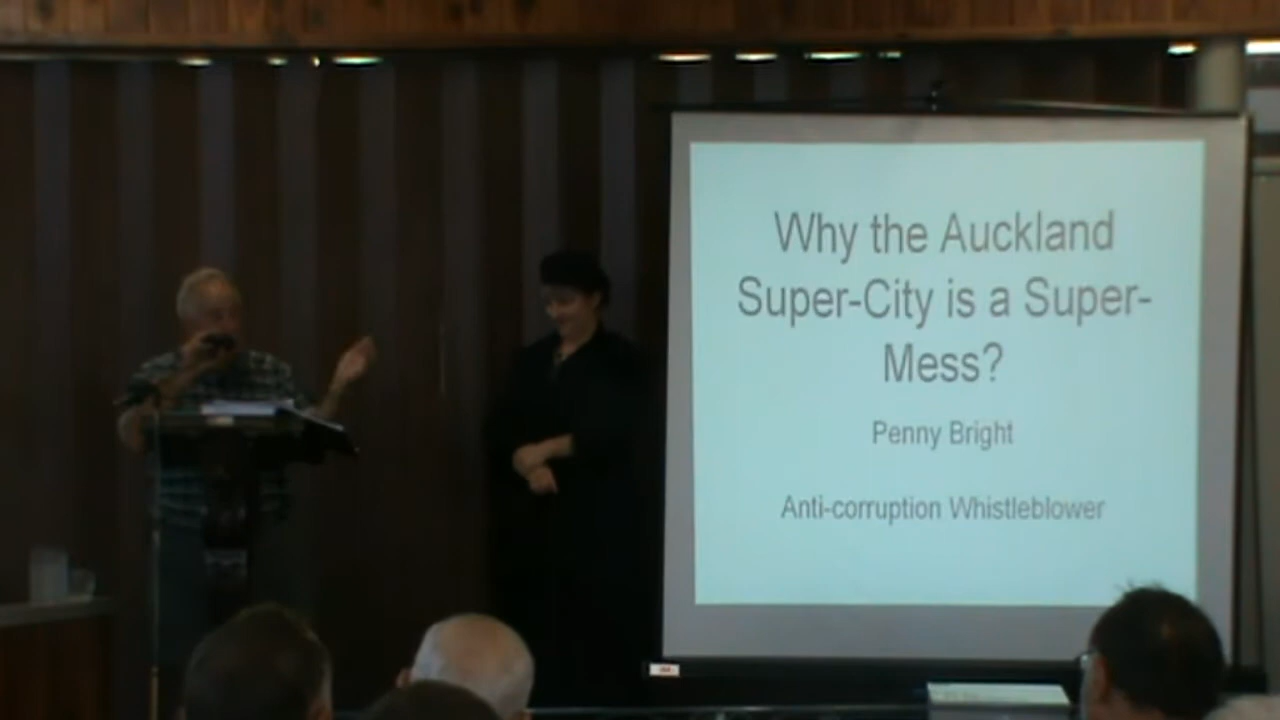 Why the Auckland
Super-City is a Super-
Mess?
Penny Bright
Anti-corruption Whistleblower